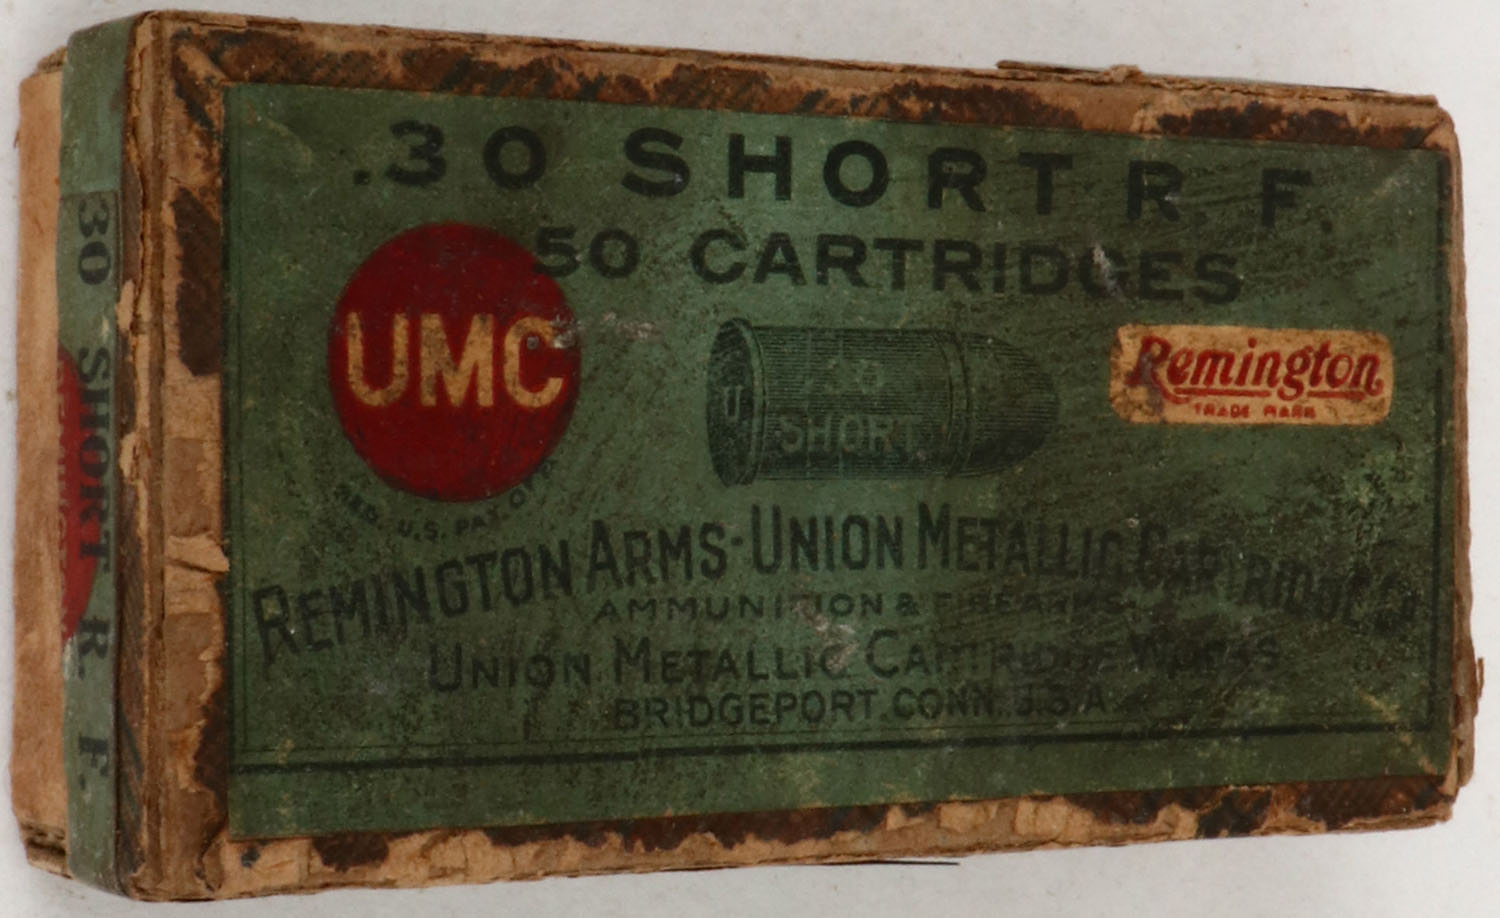 .30 SHORT R. F
50 CARTRIDGES
UMC
REG. U.S. PAT. OFF.
U
.30
SHORT
Remington
TRADE MARK
REMINGTON ARMS-UNION METALLIC CARTRIDGE Co
AMMUNITION & FIREARMS
UNION METALLIC CARTRIDGE WORKS
BRIDGEPORT, CONN. U.S.A.
30 SHORT R. F.